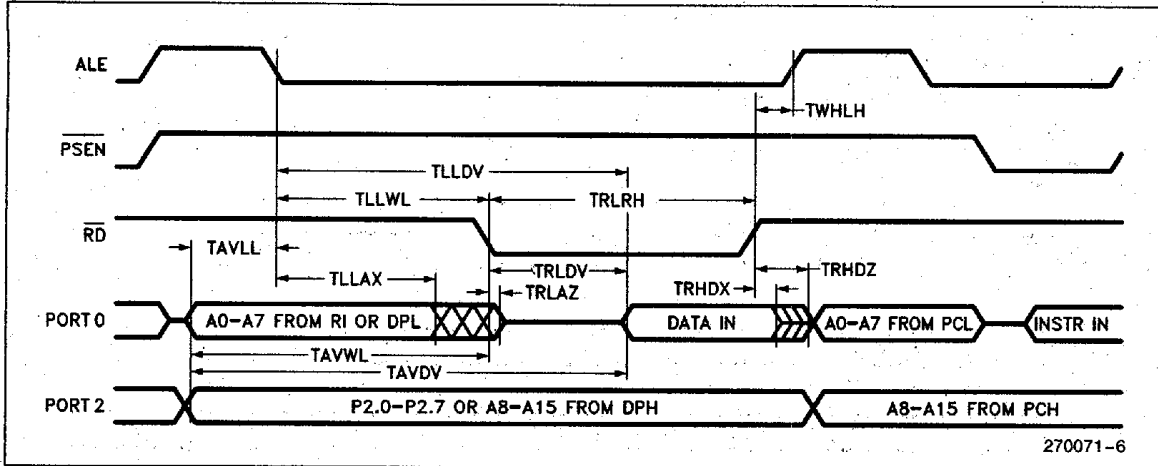 ALE
TWHLH
PSEN
TLLDV
TLLWL
TRLRH
RD
TAVLL
TLLAX
TRLDV
TRLAZ
TRHDX
TRHDZ
PORT 0
A0-A7 FROM RI OR DPL
DATA IN
A0-A7 FROM PCL
INSTR IN
TAVWL
TAVDV
PORT 2
P2.0-P2.7 OR A8-A15 FROM DPH
A8-A15 FROM PCH
270071-6